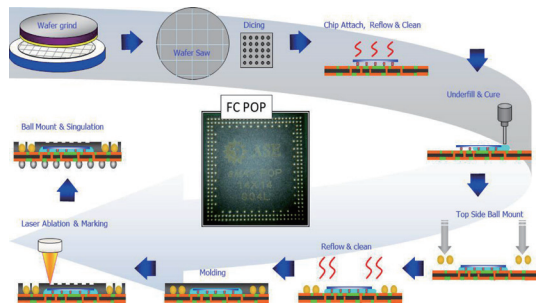 Wafer grind
Wafer Saw
Dicing
Chip Attach, Reflow & Clean
Underfill & Cure
FC POP
Ball Mount & Singulation
Top Side Ball Mount
Laser Ablation & Marking
Reflow & clean
Molding